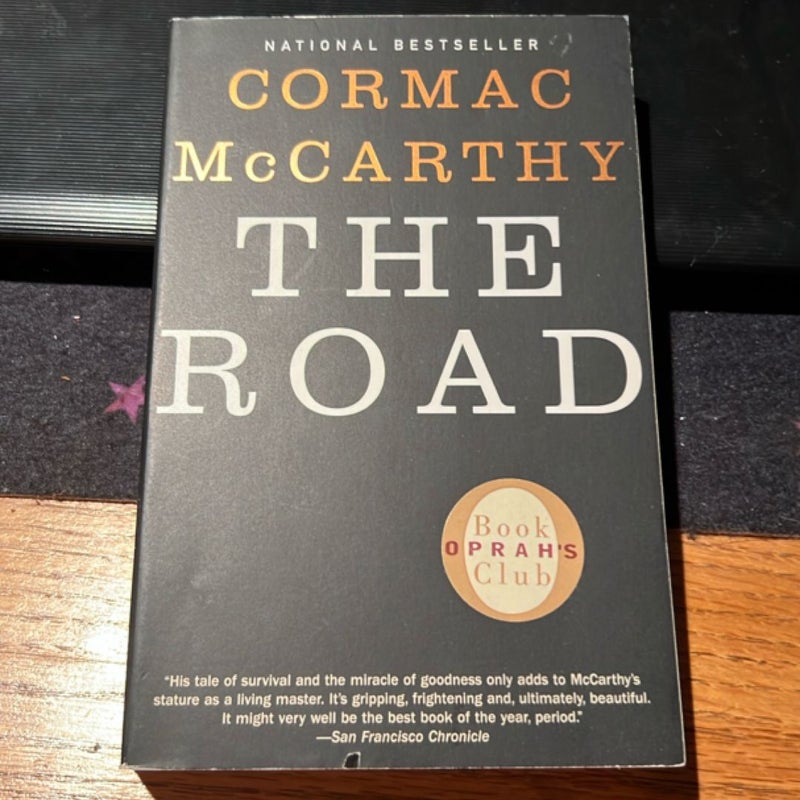 NATIONAL BESTSELLER
CORMAC
McCARTHY
THE
ROAD
Book
OPRAH'S
Club
“His tale of survival and the miracle of goodness only adds to McCarthy's
stature as a living master. It's gripping, frightening and, ultimately, beautiful.
It might very well be the best book of the year, period.”
—San Francisco Chronicle